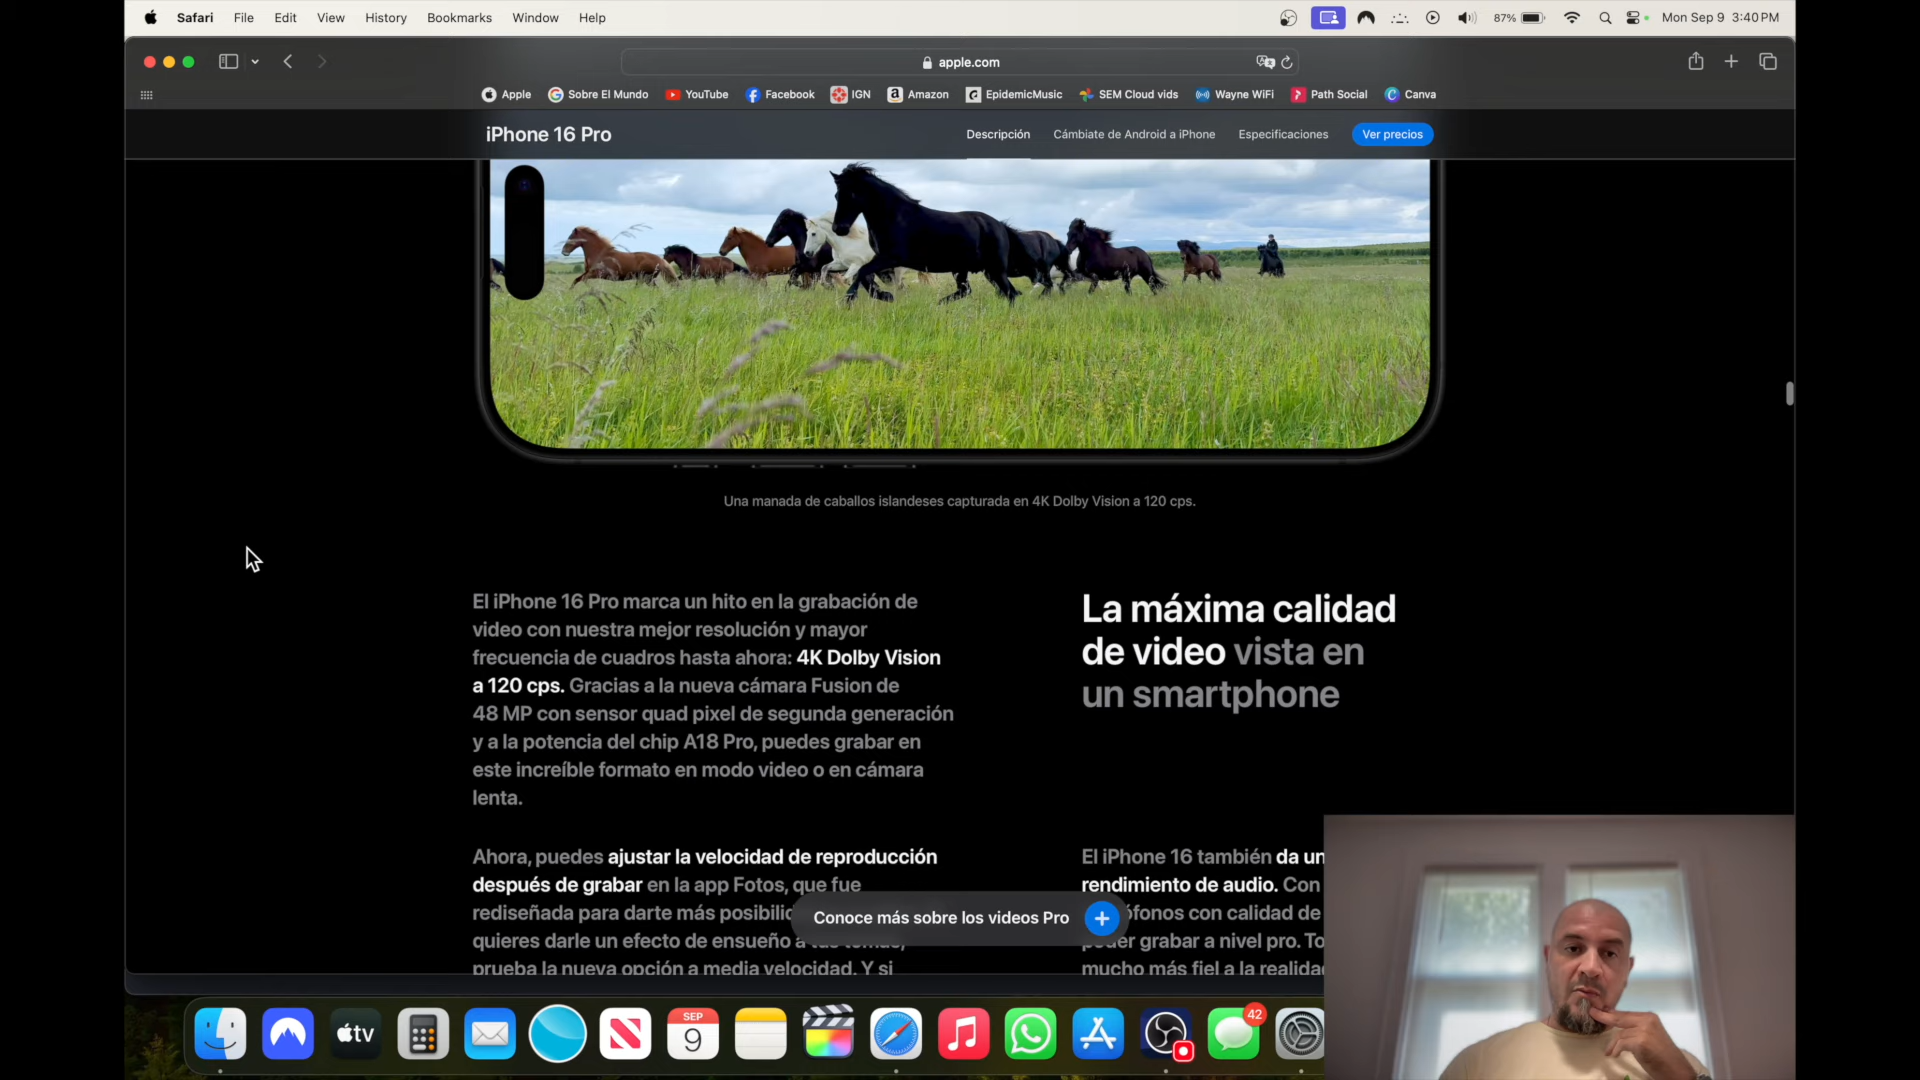 Safari File Edit View History Bookmarks Window Help
87% Mon Sep 9 3:40 PM
apple.com
Apple Sobre El Mundo YouTube Facebook IGN Amazon EpidemicMusic SEM Cloud vids Wayne WiFi Path Social Canva
iPhone 16 Pro
Descripción Cámbiate de Android a iPhone Especificaciones Ver precios
Una manada de caballos islandeses capturada en 4K Dolby Vision a 120 cps.
El iPhone 16 Pro marca un hito en la grabación de
video con nuestra mejor resolución y mayor
frecuencia de cuadros hasta ahora: 4K Dolby Vision
a 120 cps. Gracias a la nueva cámara Fusion de
48 MP con sensor quad pixel de segunda generación
y a la potencia del chip A18 Pro, puedes grabar en
este increíble formato en modo video o en cámara
lenta.
La máxima calidad
de video vista en
un smartphone
Ahora, puedes ajustar la velocidad de reproducción
después de grabar en la app Fotos, que fue
rediseñada para darte más
quieres darle un efecto de ensueño a
prueba la nueva opción a media velocidad. Y si
El iPhone 16 también da un
rendimiento de audio. Con
calidad de
grabar a nivel pro.
mucho más fiel a la realidad
Conoce más sobre los videos Pro
tv
SEP
9
42